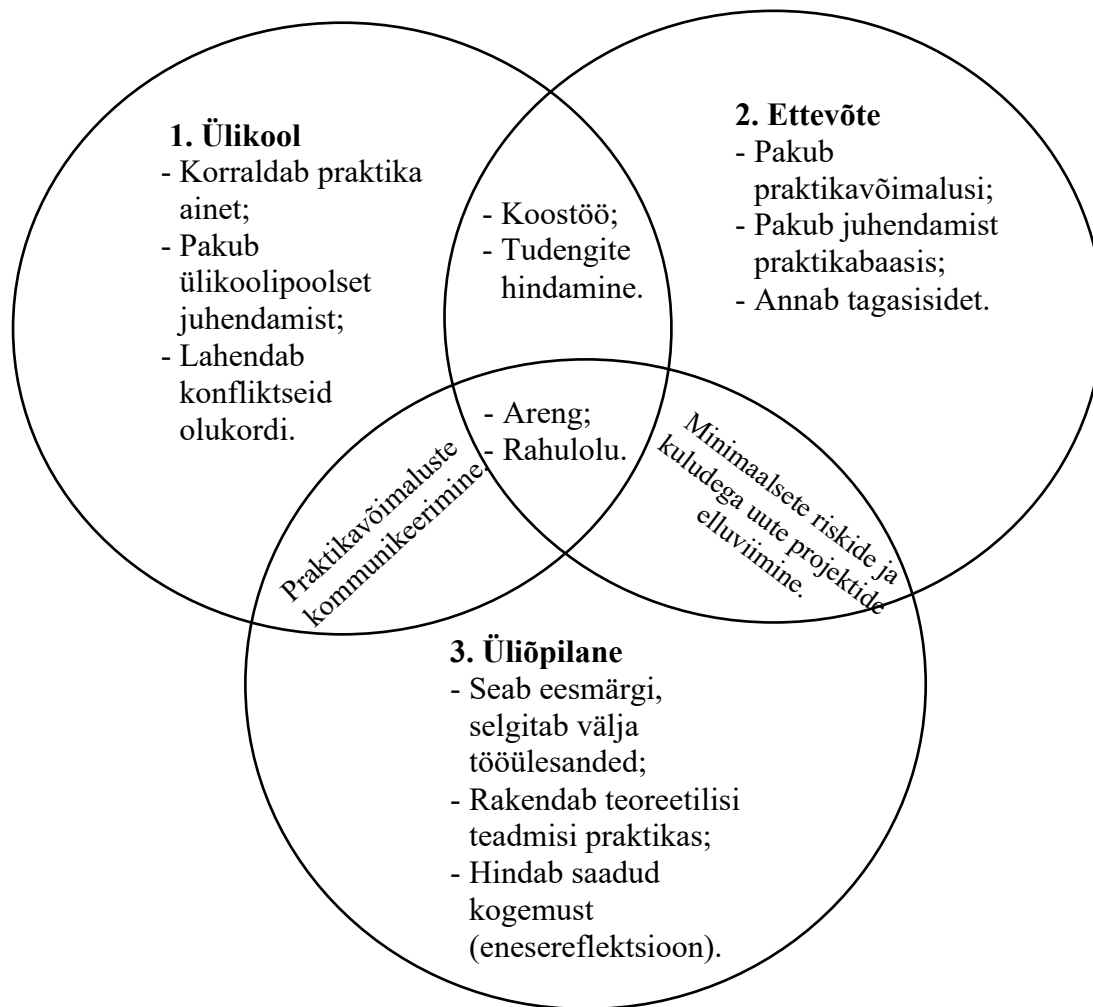 1. Ülikool
- Korraldab praktika
ainet;
- Pakub
ülikoolipoolset
juhendamist;
- Lahendab
konfliktseid
olukordi.
- Koostöö;
- Tudengite
hindamine.
2. Ettevõte
- Pakub
praktikavõimalusi;
- Pakub juhendamist
praktikabaasis;
- Annab tagasisidet.
- Areng;
- Rahulolu.
Praktikavõimaluste
kommunikeerimine.
Minimaalsete riskide ja
kuludega uute projektide
elluviimine.
3. Üliõpilane
- Seab eesmärgi,
selgitab välja
tööülesanded;
- Rakendab teoreetilisi
teadmisi praktikas;
- Hindab saadud
kogemust
(enesereflektsioon).